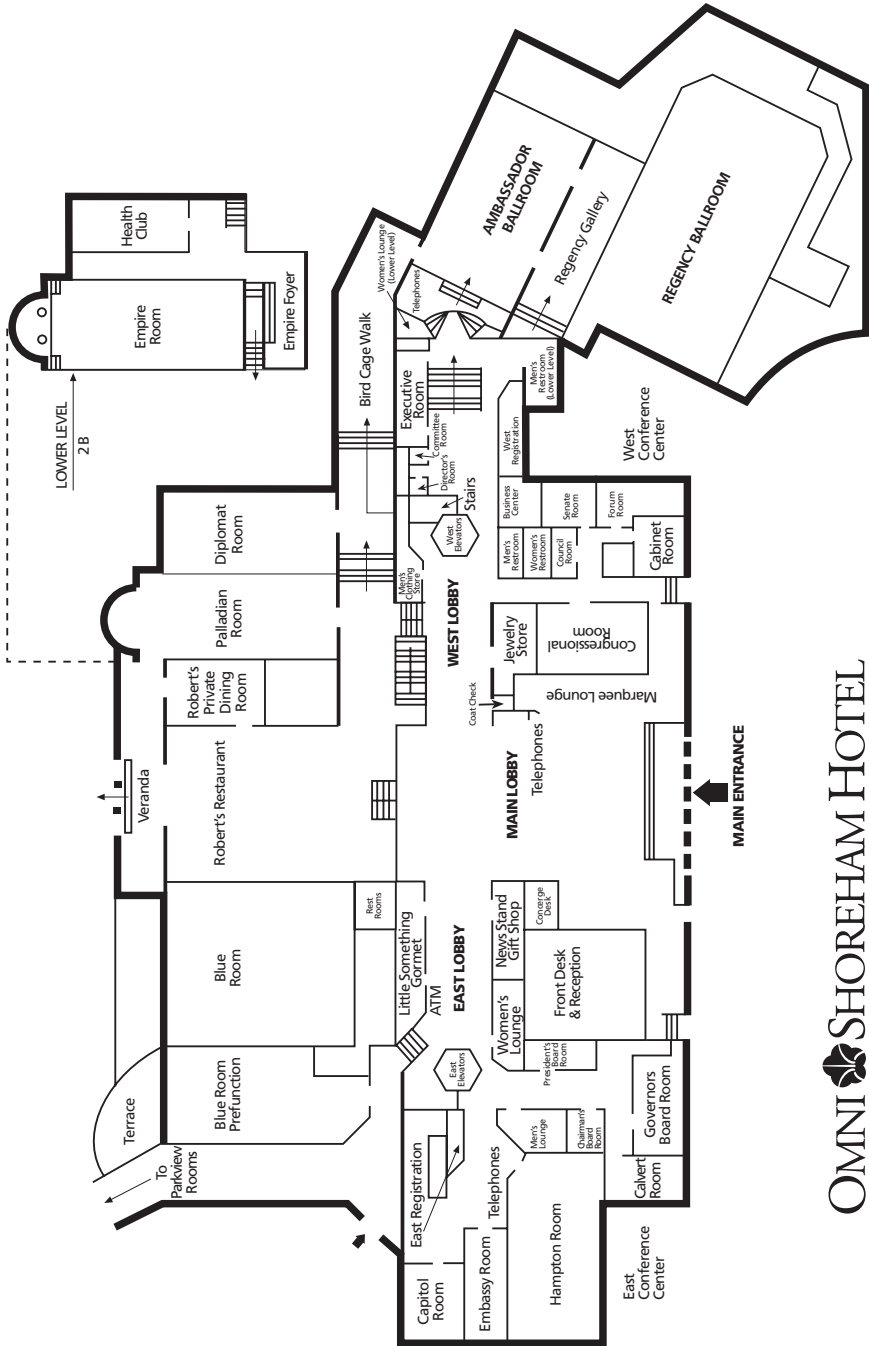 LOWER LEVEL
2 B
Health
Club
Empire
Room
Empire Foyer
Women's Lounge
(Lower Level)
Telephones
AMBASSADOR
BALLROOM
Regency Gallery
REGENCY BALLROOM
Bird Cage Walk
Executive
Room
Committee
Room
Director's
Room
Stairs
West
Elevators
Men's
Restroom
(Lower Level)
West
Registration
West
Conference
Center
Business
Center
Senate
Room
Forum
Room
Men's
Restroom
Women's
Restroom
Council
Room
Cabinet
Room
Diplomat
Room
Palladian
Room
Men's
Clothing
Store
WEST LOBBY
Jewelry
Store
Congressional
Room
Marquee Lounge
Coat Check
Telephones
Robert's
Private
Dining
Room
Robert's Restaurant
Veranda
MAIN LOBBY
MAIN ENTRANCE
Blue
Room
Rest
Rooms
Little Something
Gormet
ATM
EAST LOBBY
News Stand
Gift Shop
Concerge
Desk
Women's
Lounge
Front Desk
& Reception
President's
Board
Room
East
Elevators
Terrace
Blue Room
Prefunction
To
Parkview
Rooms
East Registration
Telephones
Men's
Lounge
Chairman's
Board
Room
Governors
Board Room
Calvert
Room
Capitol
Room
Embassy Room
Hampton Room
East
Conference
Center
OMNI SHOREHAM HOTEL